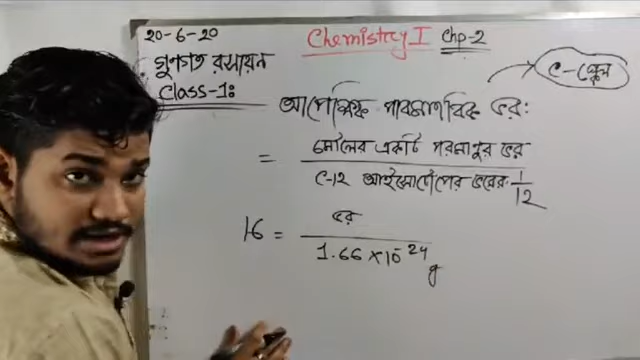 20-6-20
Chemistry I Chp-2
গুণগত রসায়ন
Class-1:
c-স্কেল
আপেক্ষিক পারমাণবিক ভর:
= মৌলের একটি পরমাণুর ভর
c-12 আইসোটোপের ভরের 1/12
16 = ভর
1.66 × 10⁻²⁴ g